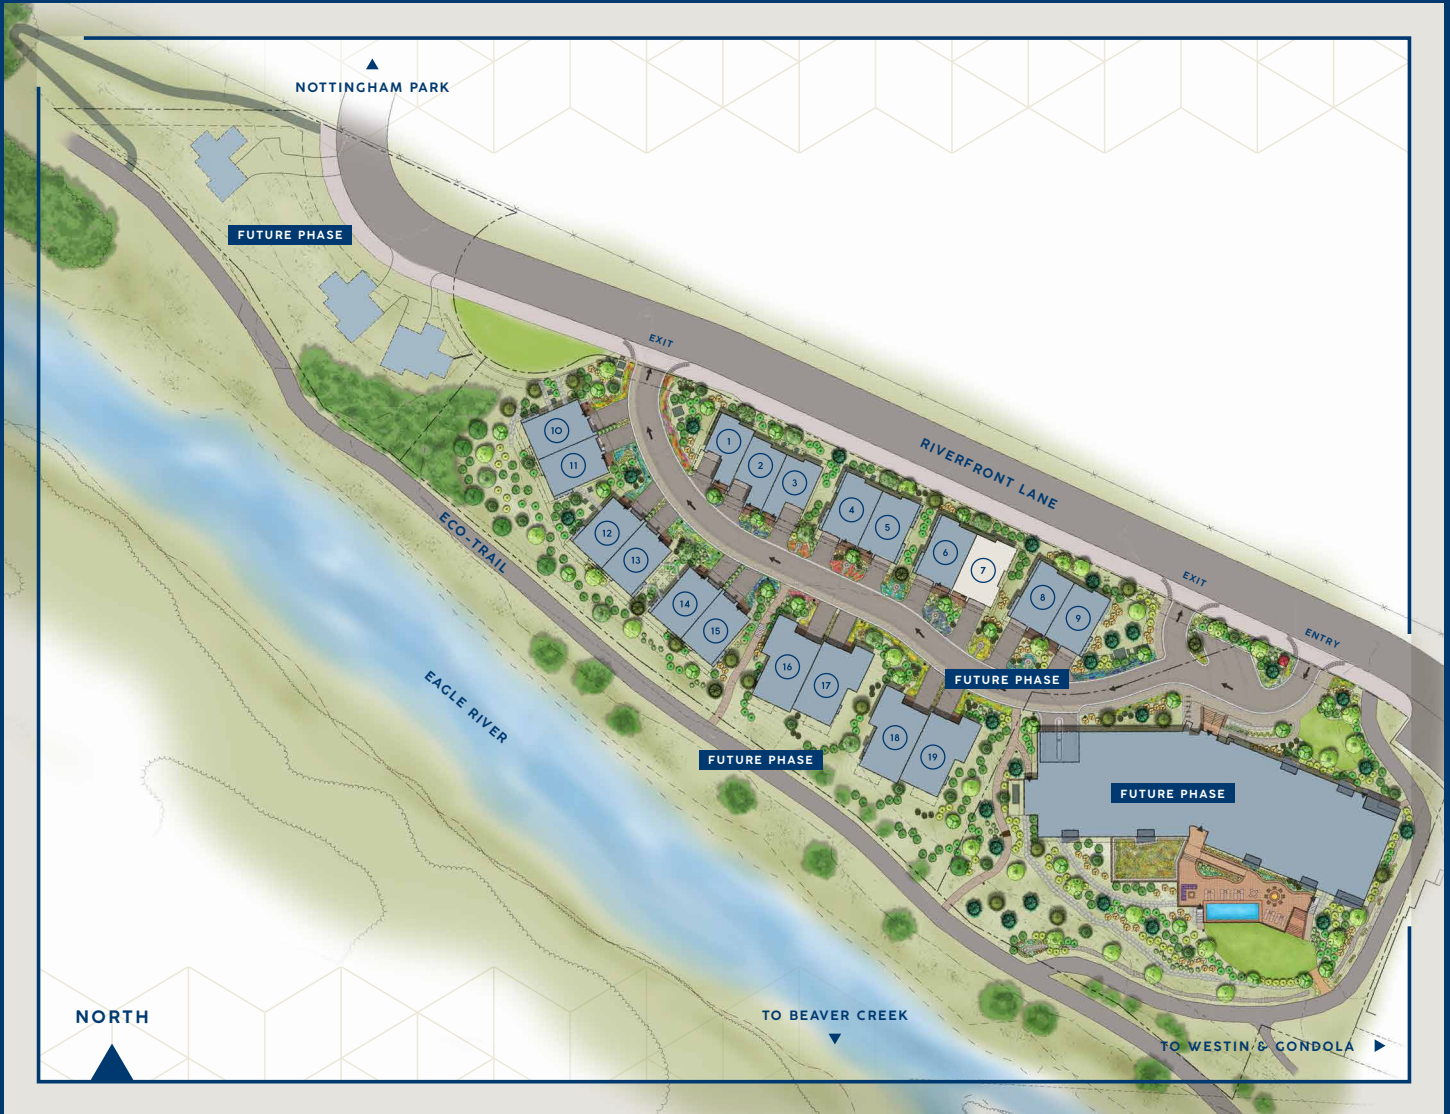 NOTTINGHAM PARK
FUTURE PHASE
EXIT
RIVERFRONT LANE
10
11
1
2
3
4
5
6
7
8
9
12
13
14
15
16
17
18
19
ECO-TRAIL
EXIT
ENTRY
EAGLE RIVER
FUTURE PHASE
FUTURE PHASE
FUTURE PHASE
NORTH
TO BEAVER CREEK
TO WESTIN & GONDOLA